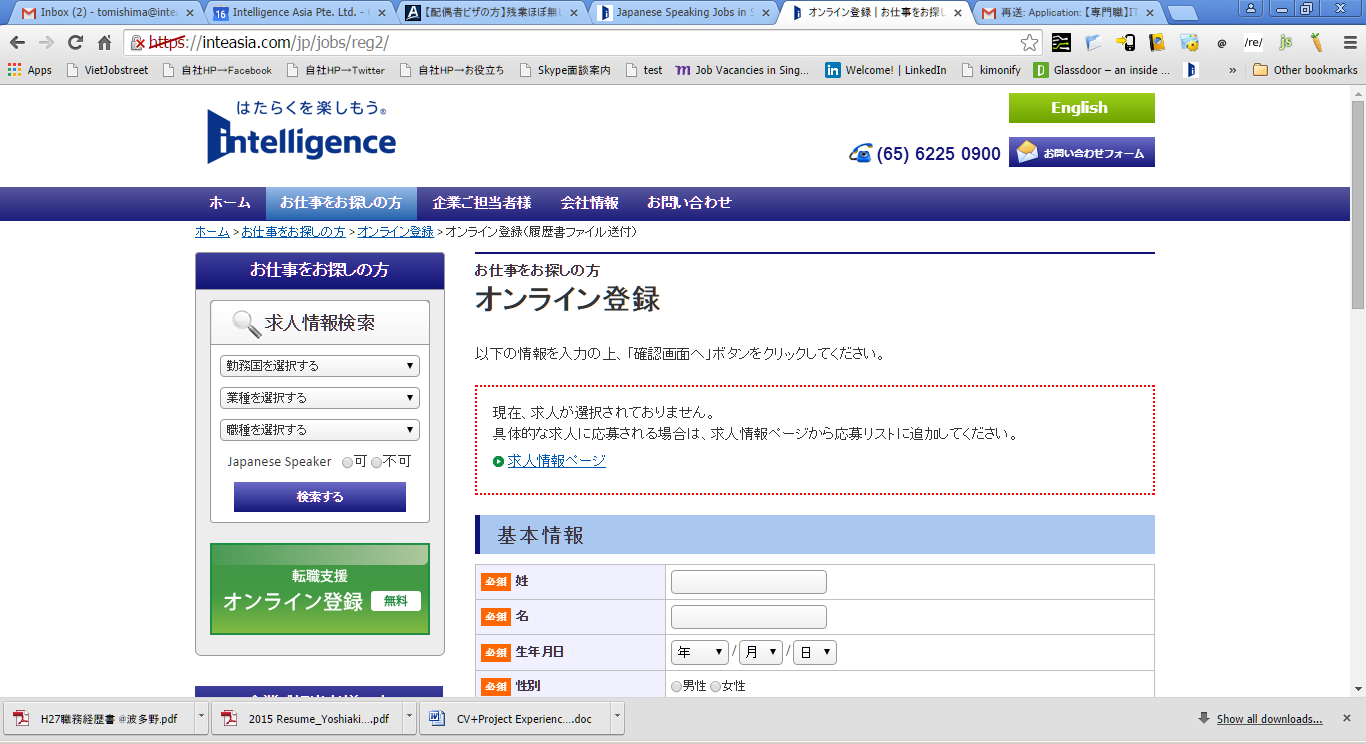 Inbox (2) - tomishima@intea
Intelligence Asia Pte. Ltd. - C
【配偶者ビザの方】残業ほぼ無し
Japanese Speaking Jobs in S
オンライン登録 | お仕事をお探し
再送: Application: 【専門職】IT
https://inteasia.com/jp/jobs/reg2/
Apps
VietJobstreet
自社HP→Facebook
自社HP→Twitter
自社HP→お役立ち
Skype面談案内
test
Job Vacancies in Sing...
Welcome! | LinkedIn
kimonify
Glassdoor – an inside ...
»
Other bookmarks
はたらくを楽しもう。
intelligence
English
(65) 6225 0900
お問い合わせフォーム
ホーム お仕事をお探しの方 企業ご担当者様 会社情報 お問い合わせ
ホーム > お仕事をお探しの方 > オンライン登録 > オンライン登録（履歴書ファイル送付）
お仕事をお探しの方
求人情報検索
勤務国を選択する
業種を選択する
職種を選択する
Japanese Speaker 可 不可
検索する
転職支援
オンライン登録 無料
お仕事をお探しの方
オンライン登録
以下の情報を入力の上、「確認画面へ」ボタンをクリックしてください。
現在、求人が選択されておりません。
具体的な求人に応募される場合は、求人情報ページから応募リストに追加してください。
求人情報ページ
基本情報
必須 姓
必須 名
必須 生年月日 年 / 月 / 日
必須 性別 男性 女性
H27職務経歴書 @波多野.pdf
2015 Resume_Yoshiaki....pdf
CV+Project Experienc....doc
Show all downloads...